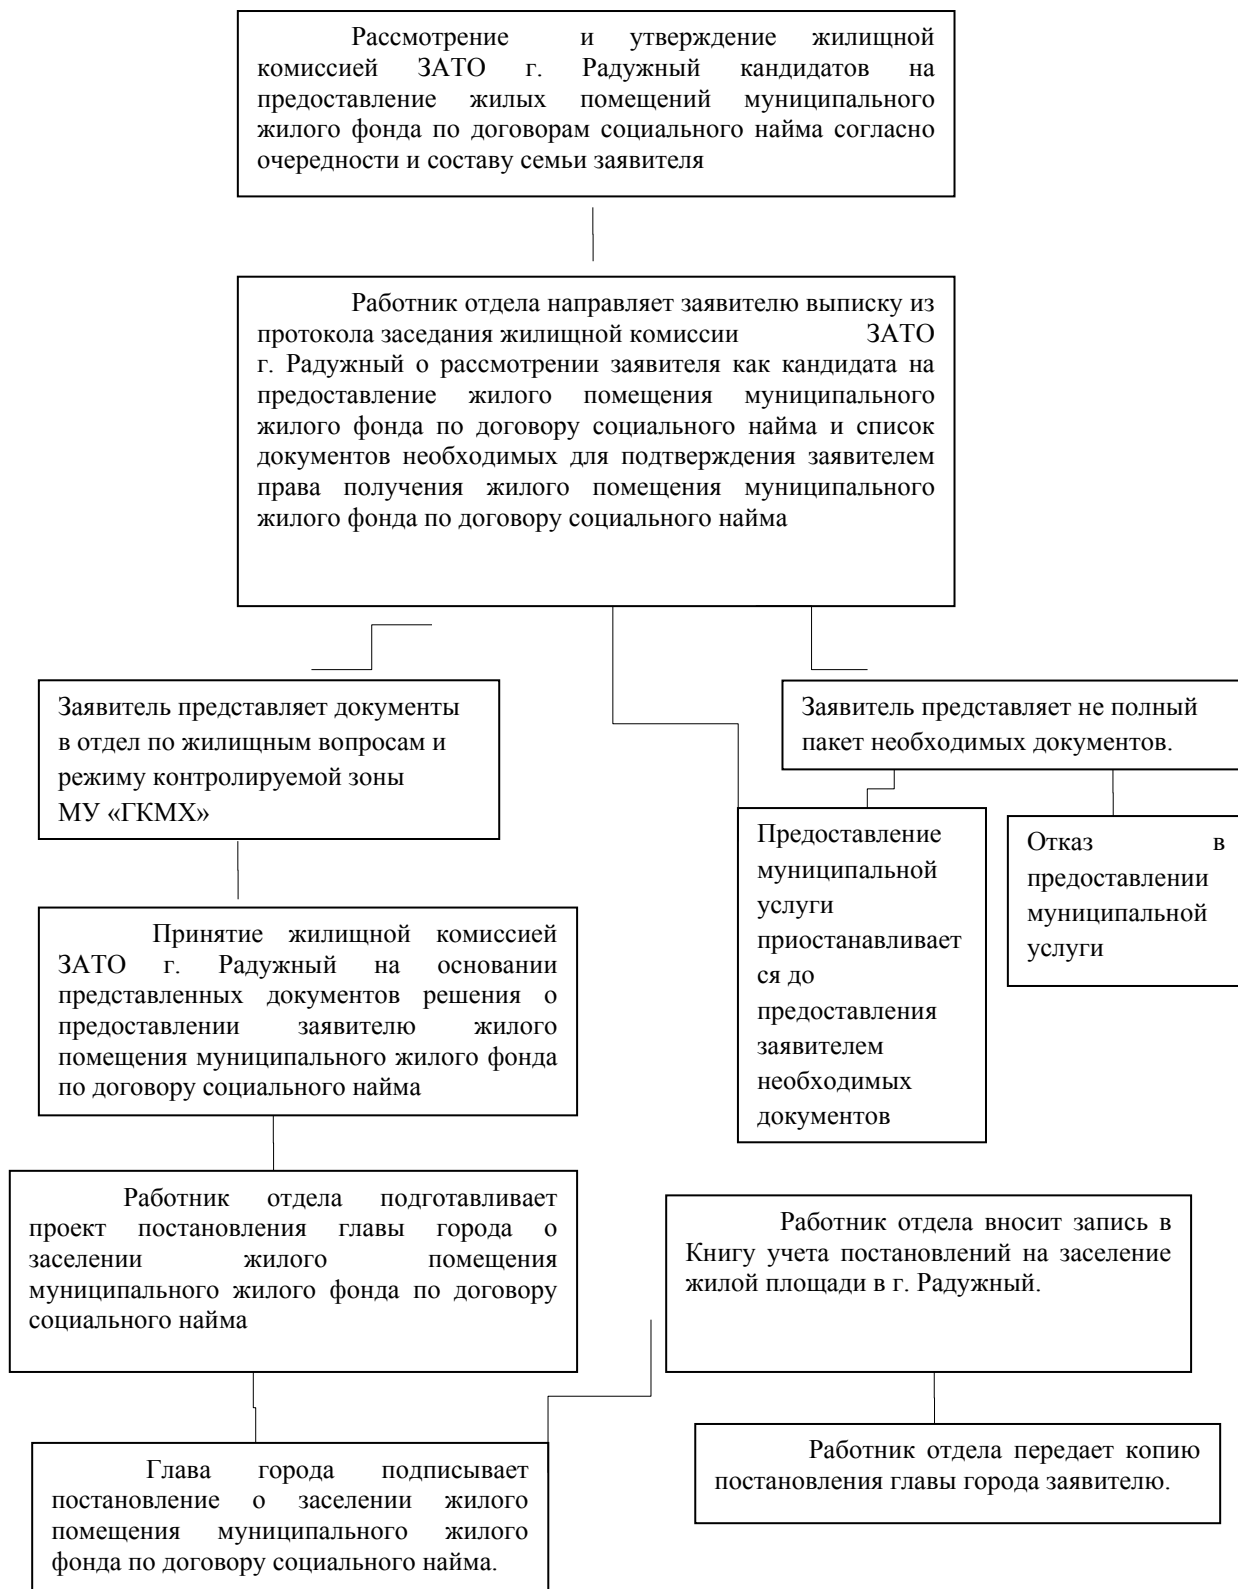 Рассмотрение и утверждение жилищной
комиссией ЗАТО г. Радужный кандидатов на
предоставление жилых помещений муниципального
жилого фонда по договорам социального найма согласно
очередности и составу семьи заявителя
Работник отдела направляет заявителю выписку из
протокола заседания жилищной комиссии ЗАТО
г. Радужный о рассмотрении заявителя как кандидата на
предоставление жилого помещения муниципального
жилого фонда по договору социального найма и список
документов необходимых для подтверждения заявителем
права получения жилого помещения муниципального
жилого фонда по договору социального найма
Заявитель представляет документы
в отдел по жилищным вопросам и
режиму контролируемой зоны
МУ «ГКМХ»
Заявитель представляет не полный
пакет необходимых документов.
Предоставление
муниципальной
услуги
приостанавливает
ся до
предоставления
заявителем
необходимых
документов
Отказ в
предоставлении
муниципальной
услуги
Принятие жилищной комиссией
ЗАТО г. Радужный на основании
представленных документов решения о
предоставлении заявителю жилого
помещения муниципального жилого фонда
по договору социального найма
Работник отдела подготавливает
проект постановления главы города о
заселении жилого помещения
муниципального жилого фонда по договору
социального найма
Работник отдела вносит запись в
Книгу учета постановлений на заселение
жилой площади в г. Радужный.
Глава города подписывает
постановление о заселении жилого
помещения муниципального жилого
фонда по договору социального найма.
Работник отдела передает копию
постановления главы города заявителю.